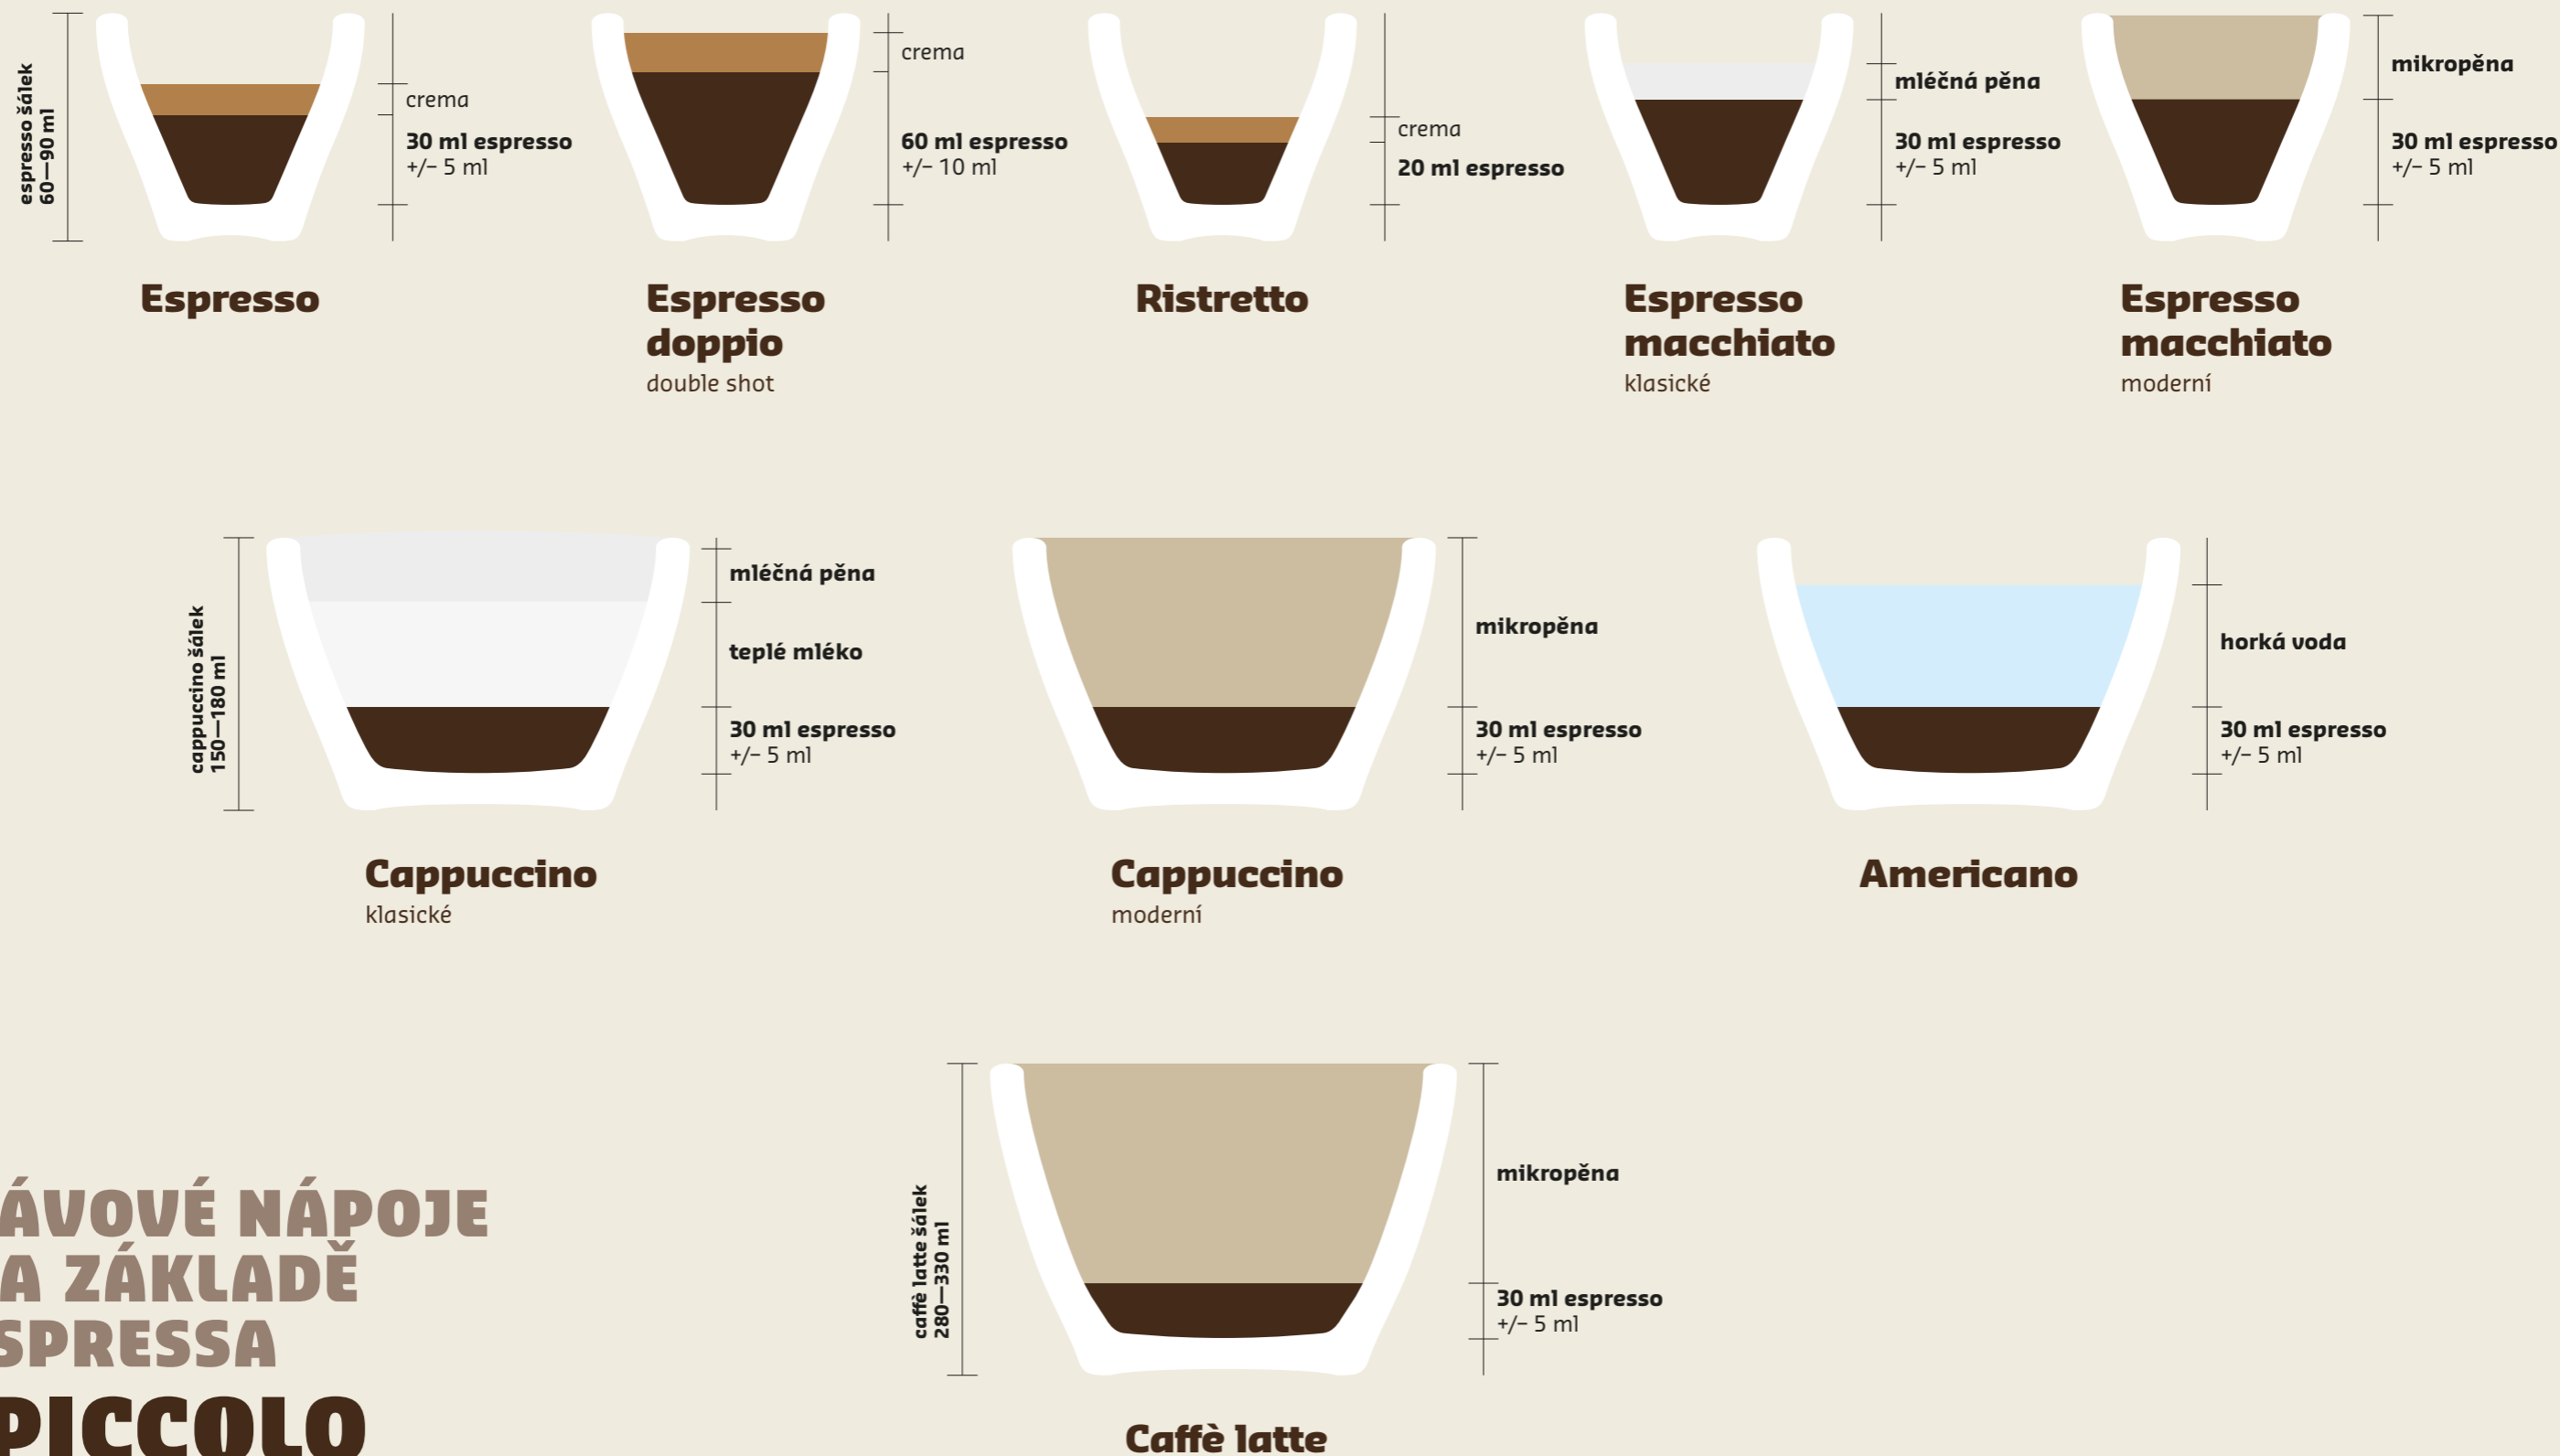 espresso šálek
60—90 ml
crema
30 ml espresso
+/– 5 ml
Espresso
crema
60 ml espresso
+/– 10 ml
Espresso
doppio
double shot
crema
20 ml espresso
Ristretto
mléčná pěna
30 ml espresso
+/– 5 ml
Espresso
macchiato
klasické
mikropěna
30 ml espresso
+/– 5 ml
Espresso
macchiato
moderní
cappuccino šálek
150—180 ml
mléčná pěna
teplé mléko
30 ml espresso
+/– 5 ml
Cappuccino
klasické
mikropěna
30 ml espresso
+/– 5 ml
Cappuccino
moderní
horká voda
30 ml espresso
+/– 5 ml
Americano
caffè latte šálek
280—330 ml
mikropěna
30 ml espresso
+/– 5 ml
Caffè latte
ÁVOVÉ NÁPOJE
A ZÁKLADĚ
SPRESSA
PICCOLO